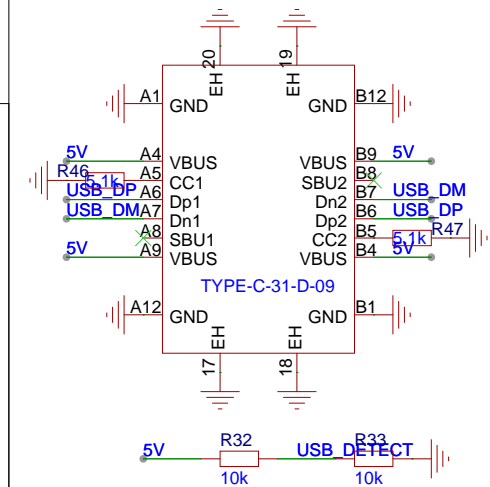 20 EH
19 EH
A1 GND
GND B12
5V A4 VBUS
VBUS B9 5V
R46 5.1k A5 CC1
SBU2 B8
USB_DP A6 Dp1
Dn2 B7 USB_DM
USB_DM A7 Dn1
Dp2 B6 USB_DP
A8 SBU1
CC2 B5 5.1k R47
5V A9 VBUS
VBUS B4 5V
TYPE-C-31-D-09
A12 GND
GND B1
17 EH
18 EH
5V R32 USB_DETECT R33
10k 10k